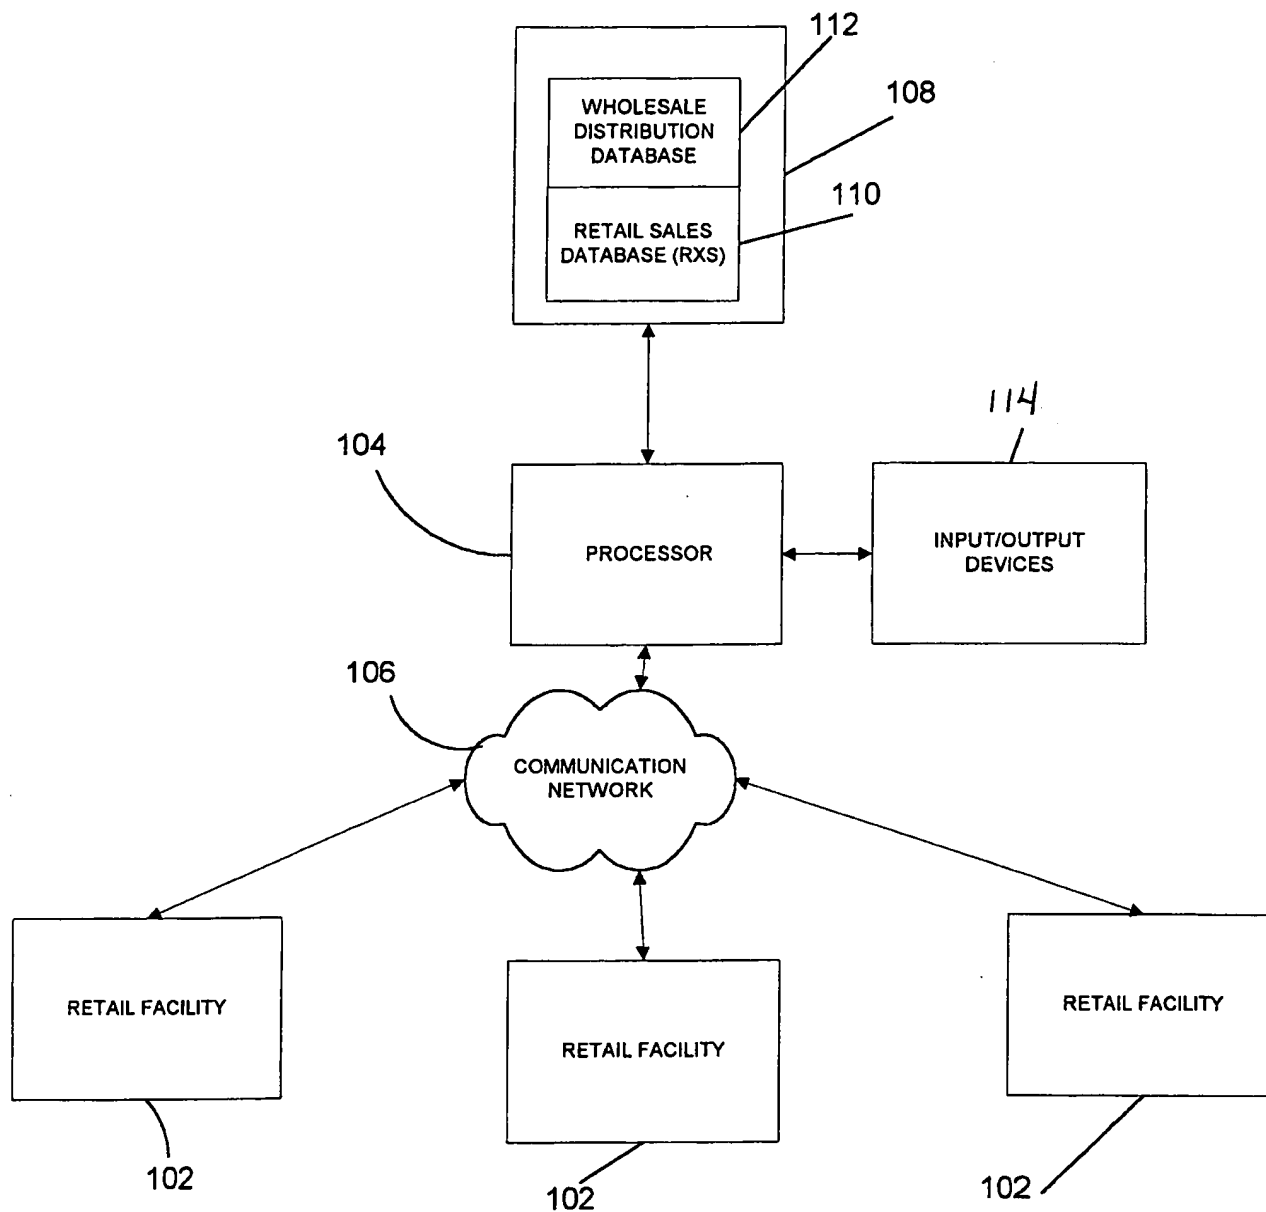 112
WHOLESALE
DISTRIBUTION
DATABASE
108
110
RETAIL SALES
DATABASE (RXS)
114
104
PROCESSOR
INPUT/OUTPUT
DEVICES
106
COMMUNICATION
NETWORK
RETAIL FACILITY
RETAIL FACILITY
RETAIL FACILITY
102
102
102